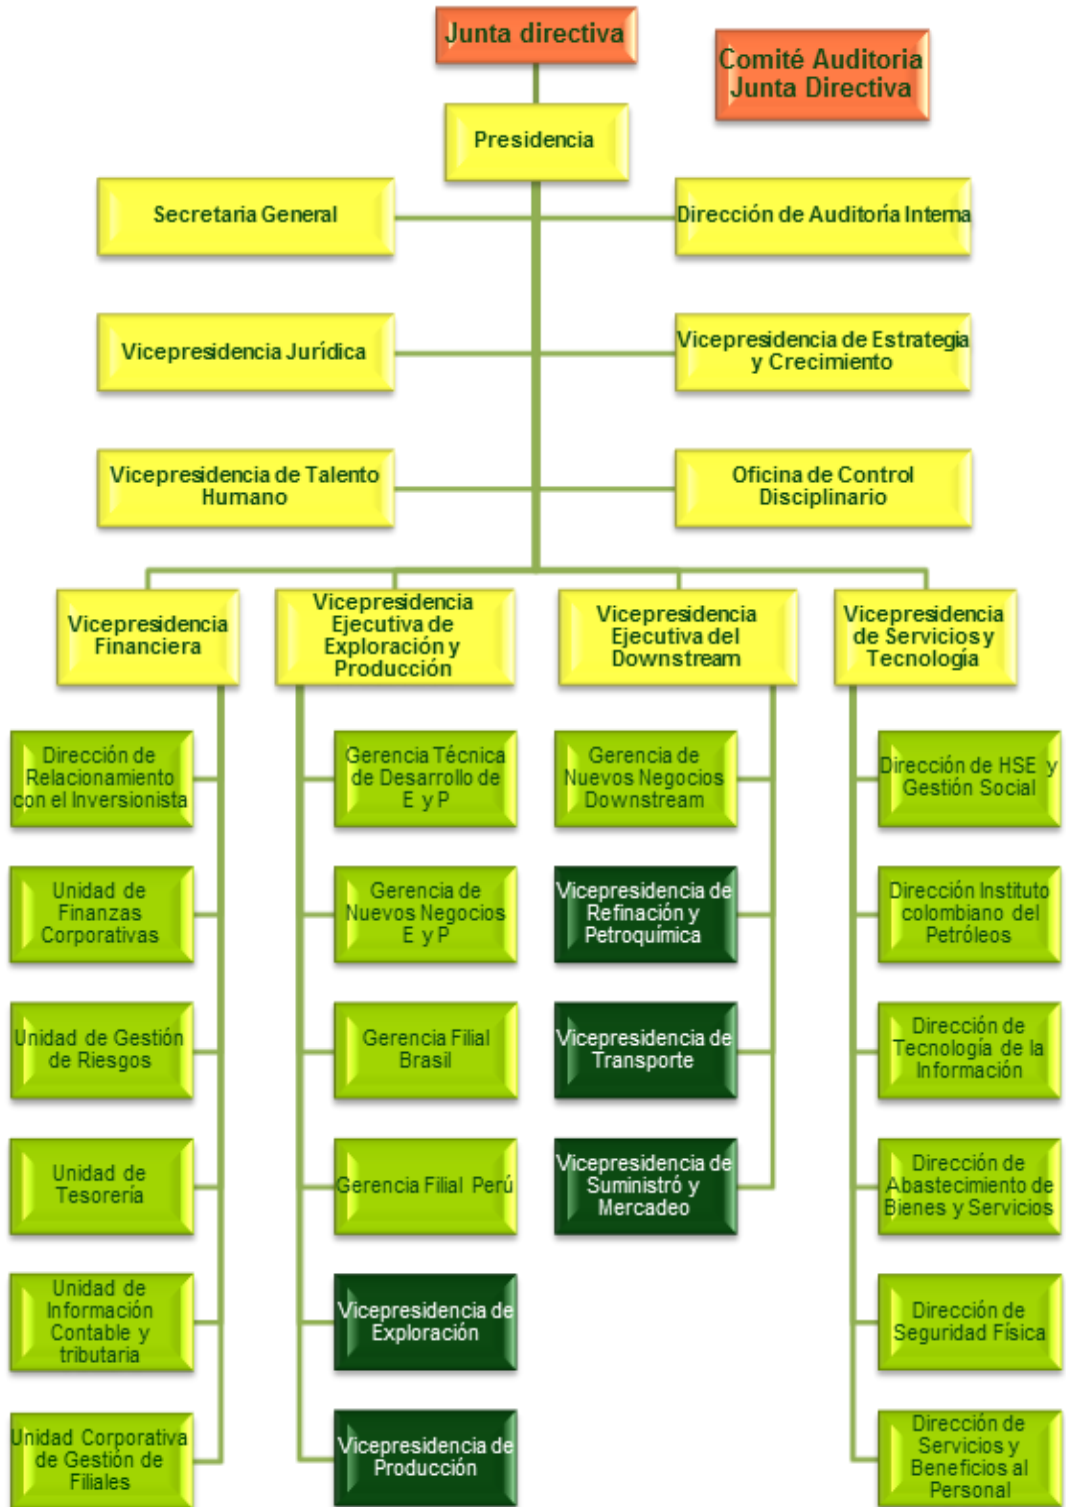 Junta directiva
Comité Auditoria
Junta Directiva
Presidencia
Secretaria General
Dirección de Auditoría Interna
Vicepresidencia Jurídica
Vicepresidencia de Estrategia
y Crecimiento
Vicepresidencia de Talento
Humano
Oficina de Control
Disciplinario
Vicepresidencia
Financiera
Vicepresidencia
Ejecutiva de
Exploración y
Producción
Vicepresidencia
Ejecutiva del
Downstream
Vicepresidencia
de Servicios y
Tecnología
Dirección de
Relacionamiento
con el Inversionista
Unidad de
Finanzas
Corporativas
Unidad de Gestión
de Riesgos
Unidad de
Tesorería
Unidad de
Información
Contable y
tributaria
Unidad Corporativa
de Gestión de
Filiales
Gerencia Técnica
de Desarrollo de
E y P
Gerencia de
Nuevos Negocios
E y P
Gerencia Filial
Brasil
Gerencia Filial Perú
Vicepresidencia de
Exploración
Vicepresidencia de
Producción
Gerencia de
Nuevos Negocios
Downstream
Vicepresidencia de
Refinación y
Petroquímica
Vicepresidencia de
Transporte
Vicepresidencia de
Suministró y
Mercadeo
Dirección de HSE y
Gestión Social
Dirección Instituto
colombiano del
Petróleos
Dirección de
Tecnología de la
Información
Dirección de
Abastecimiento de
Bienes y Servicios
Dirección de
Seguridad Física
Dirección de
Servicios y
Beneficios al
Personal